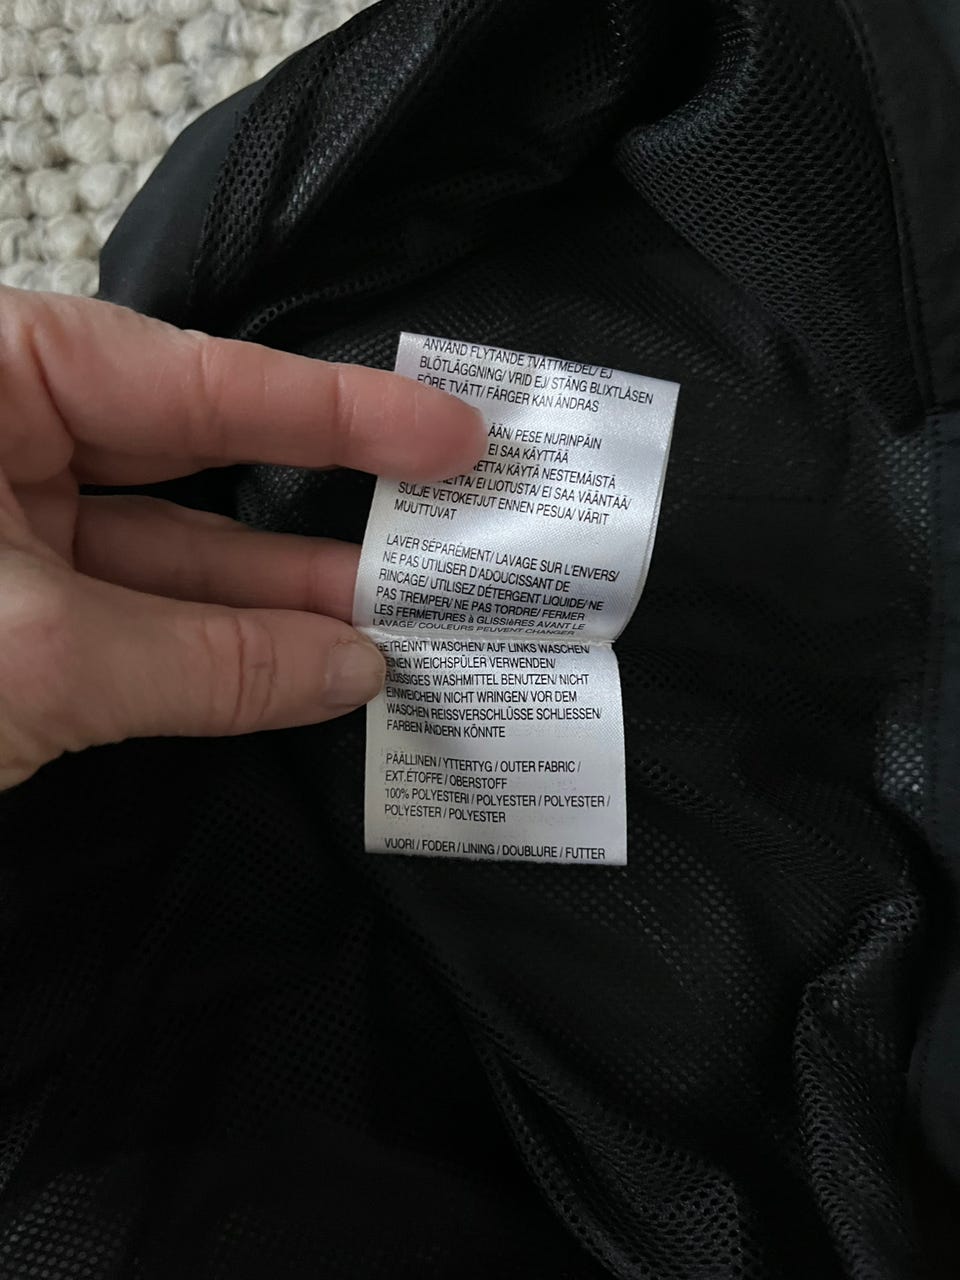 ANVÄND FLYTANDE TVÄTTMEDEL/ EJ
BLÖTLÄGGNING/ VRID EJ/ STÄNG BLIXTLÅSEN
FÖRE TVÄTT/ FÄRGER KAN ÄNDRAS
PESE NURINPÄIN
EI SAA KÄYTTÄÄ
KÄYTÄ NESTEMÄISTÄ
EI LIOTUSTA/ EI SAA VÄÄNTÄÄ/
SULJE VETOKETJUT ENNEN PESUA/ VÄRIT
MUUTTUVAT
LAVER SÉPARÉMENT/ LAVAGE SUR L'ENVERS/
NE PAS UTILISER D'ADOUCISSANT DE
RINCAGE/ UTILISEZ DÉTERGENT LIQUIDE/ NE
PAS TREMPER/ NE PAS TORDRE/ FERMER
LES FERMETURES à GLISSIèRES AVANT LE
LAVAGE/ COULEURS PEUVENT CHANGER
GETRENNT WASCHEN/ AUF LINKS WASCHEN/
WEICHSPÜLER VERWENDEN/
FLÜSSIGES WASHMITTEL BENUTZEN/ NICHT
EINWEICHEN/ NICHT WRINGEN/ VOR DEM
WASCHEN REISSVERSCHLÜSSE SCHLIESSEN/
FARBEN ÄNDERN KÖNNTE
PÄÄLLINEN / YTTERTYG / OUTER FABRIC /
EXT.ÉTOFFE / OBERSTOFF
100% POLYESTERI / POLYESTER / POLYESTER /
POLYESTER / POLYESTER
VUORI / FODER / LINING / DOUBLURE / FUTTER